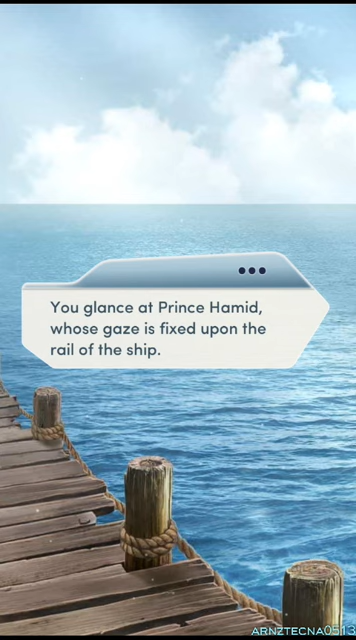 You glance at Prince Hamid,
whose gaze is fixed upon the
rail of the ship.
ARNZTECNA0513